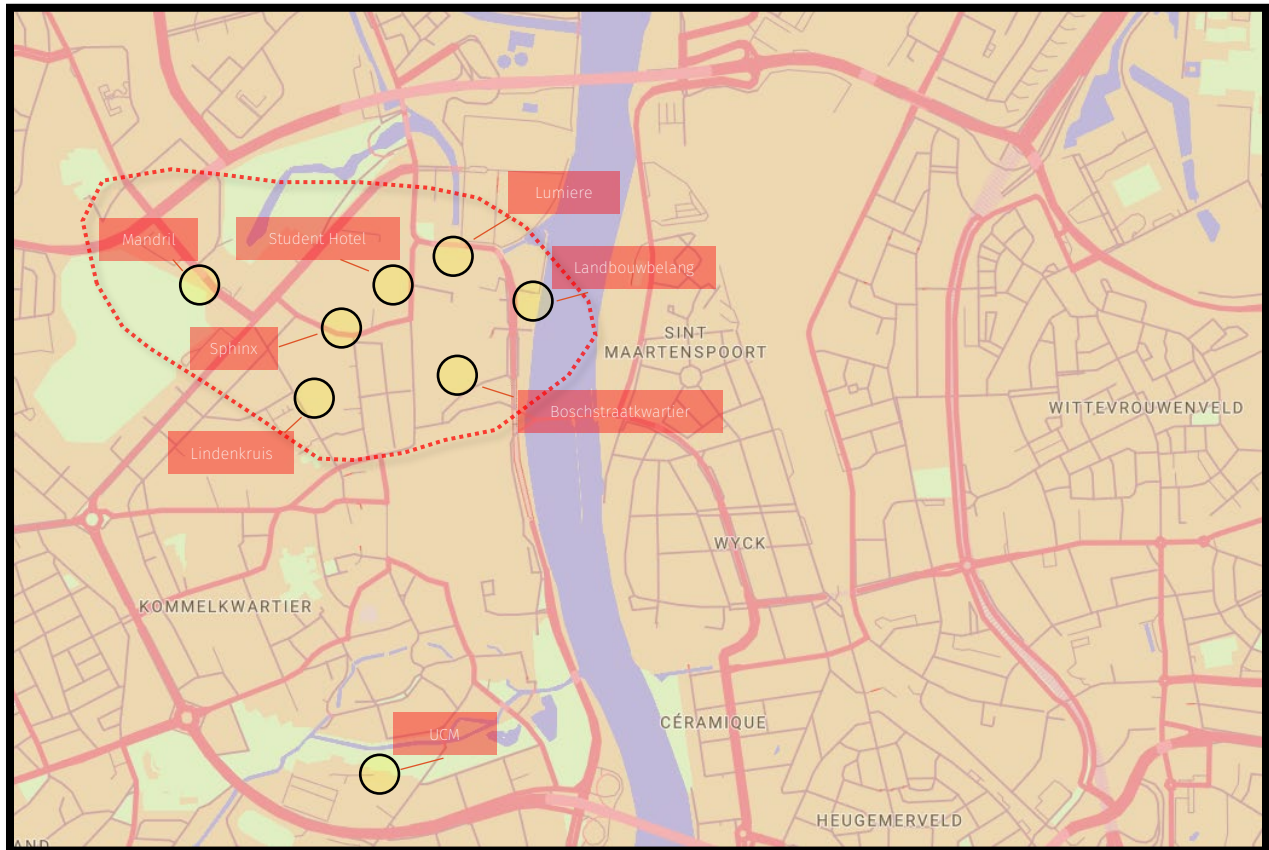 Lumiere
Mandril
Student Hotel
Landbouwbelang
SINT
MAARTENSPOORT
Sphinx
WITTEVROUWENVELD
Boschstraatkwartier
Lindenkruis
WYCK
KOMMELKWARTIER
CÉRAMIQUE
UCM
HEUGEMERVELD